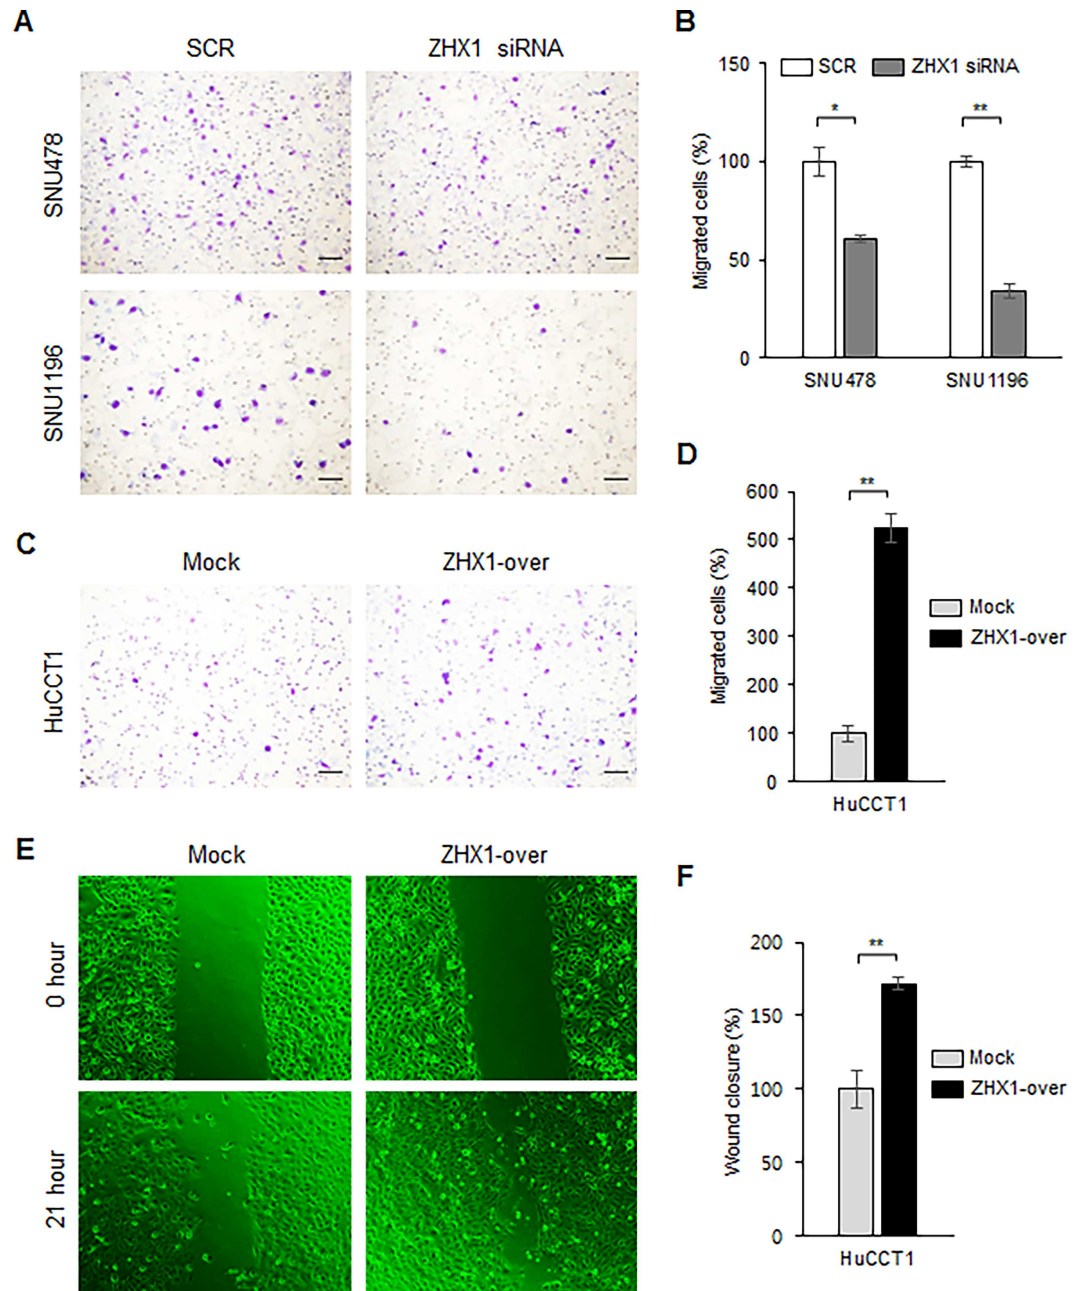 A
SCR
ZHX1 siRNA
SNU478
SNU1196
B
150
100
50
0
Migrated cells (%)
SCR
ZHX1 siRNA
*
**
SNU478
SNU1196
C
Mock
ZHX1-over
HuCCT1
D
600
500
400
300
200
100
0
Migrated cells (%)
**
Mock
ZHX1-over
HuCCT1
E
Mock
ZHX1-over
0 hour
21 hour
F
200
150
100
50
0
Wound closure (%)
**
Mock
ZHX1-over
HuCCT1